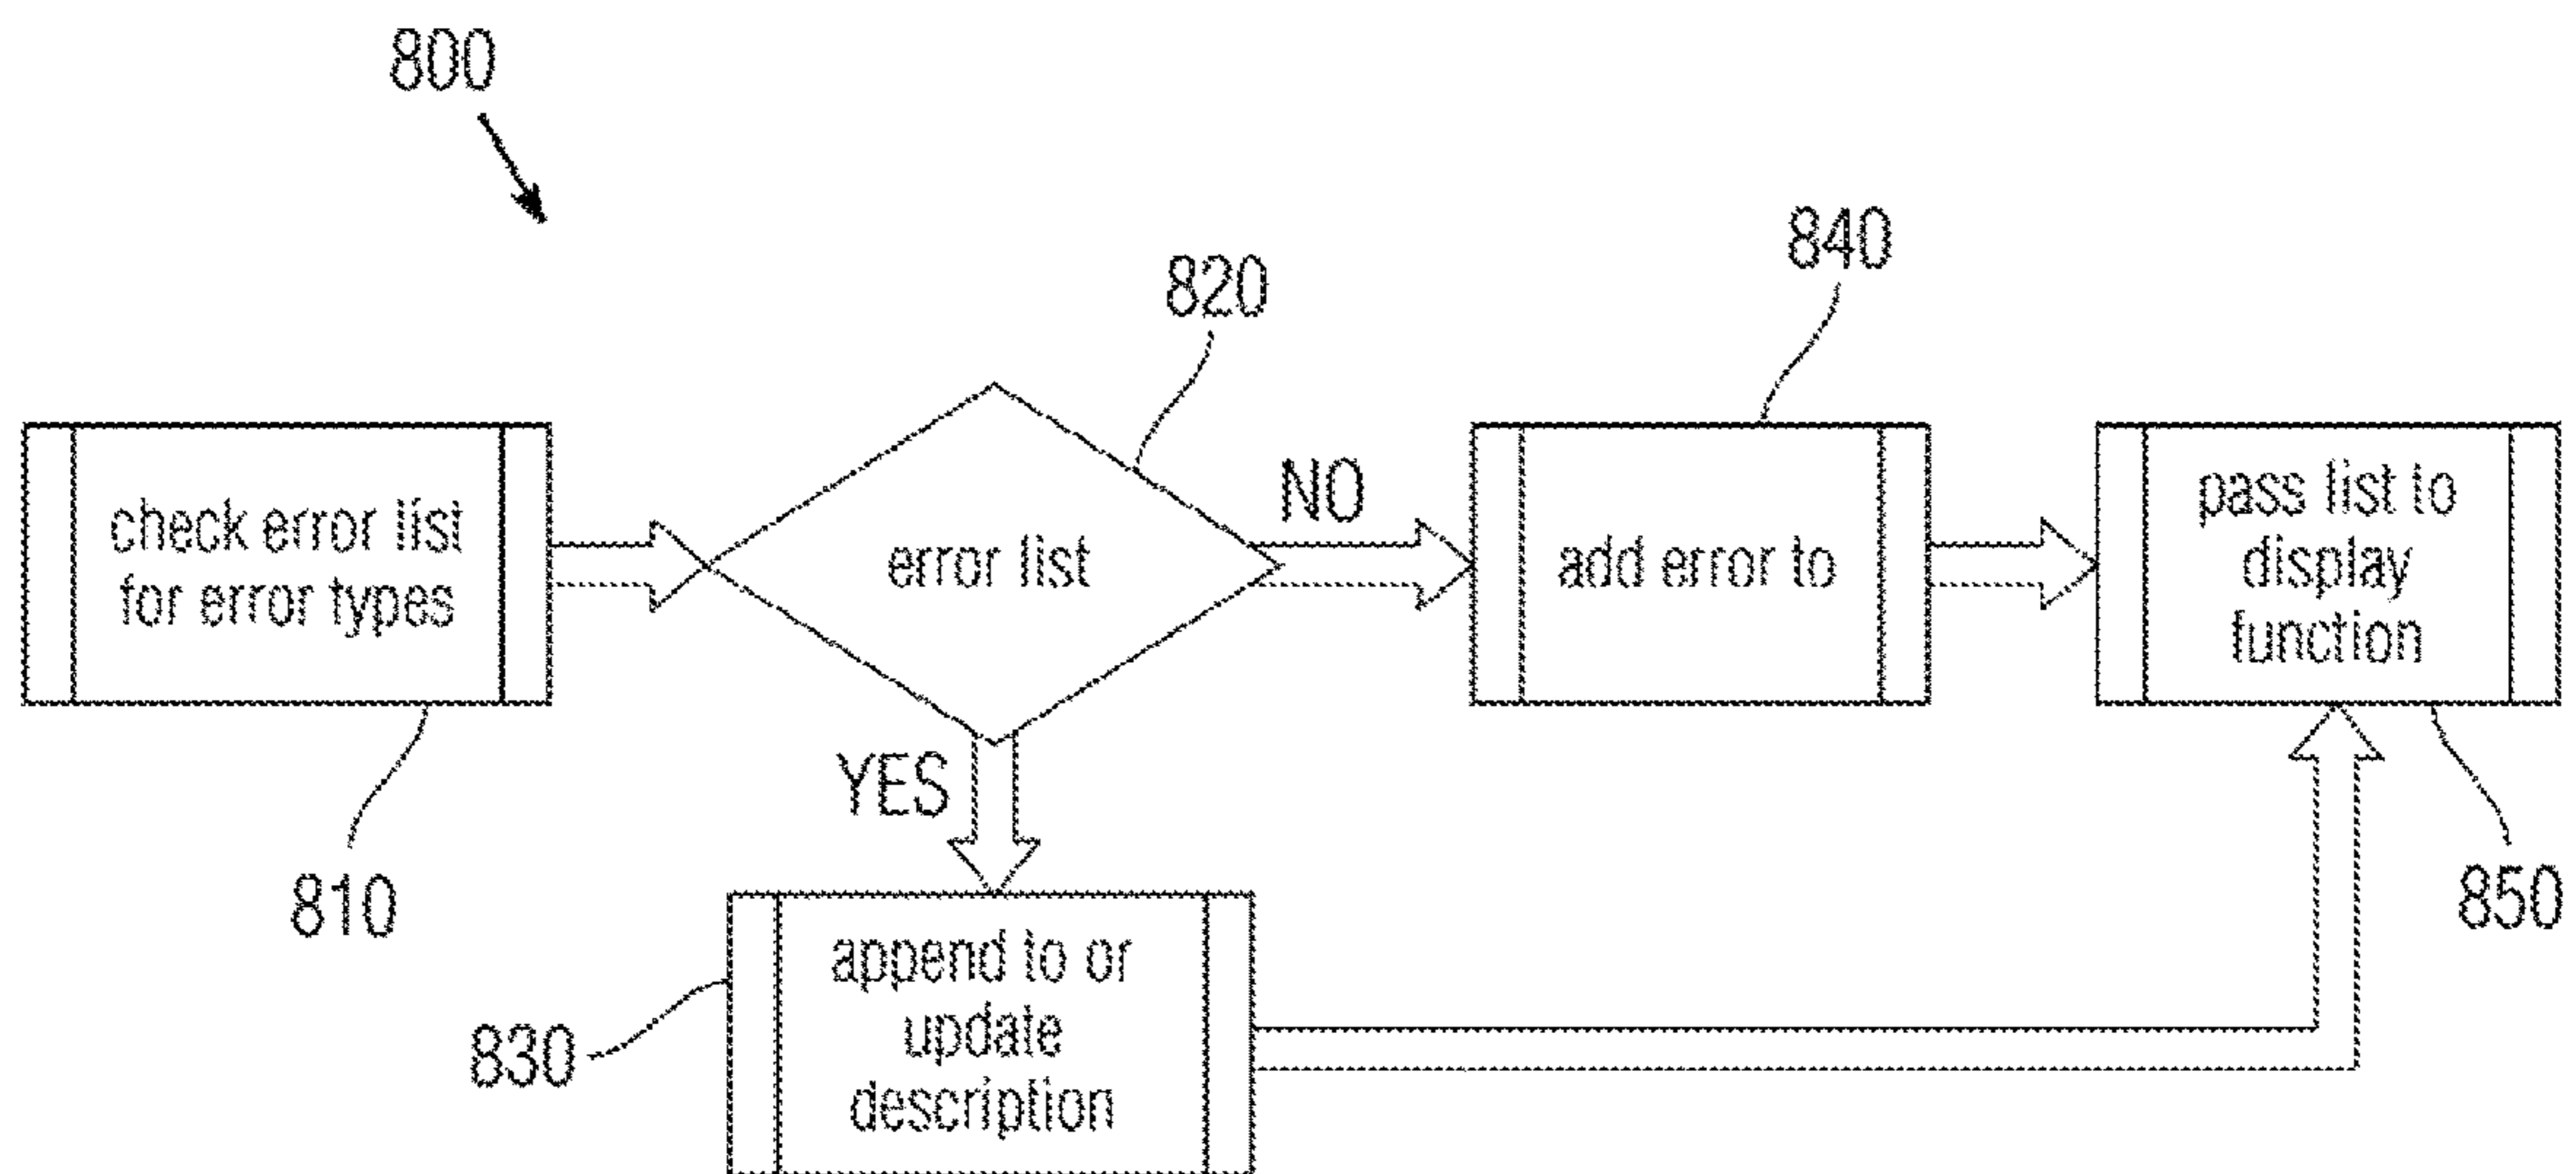 800
820
840
check error list
for error types
error list
NO
add error to
pass list to
display
function
YES
810
850
append to or
update
description
830